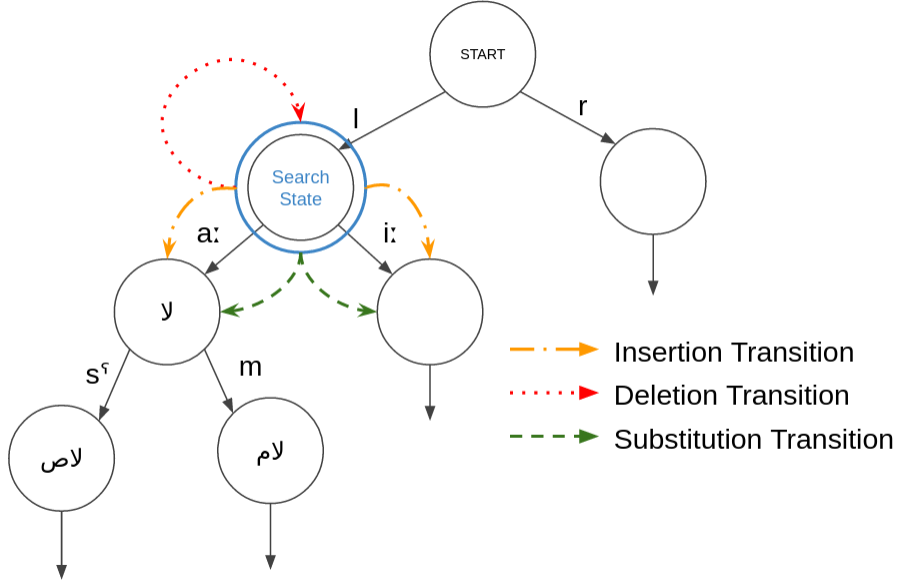 START
l
r
Search
State
aː
iː
لا
sˤ
m
لاص
لام
Insertion Transition
Deletion Transition
Substitution Transition